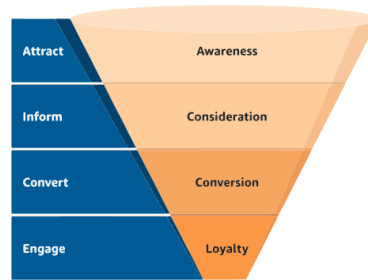 Attract
Awareness
Inform
Consideration
Convert
Conversion
Engage
Loyalty